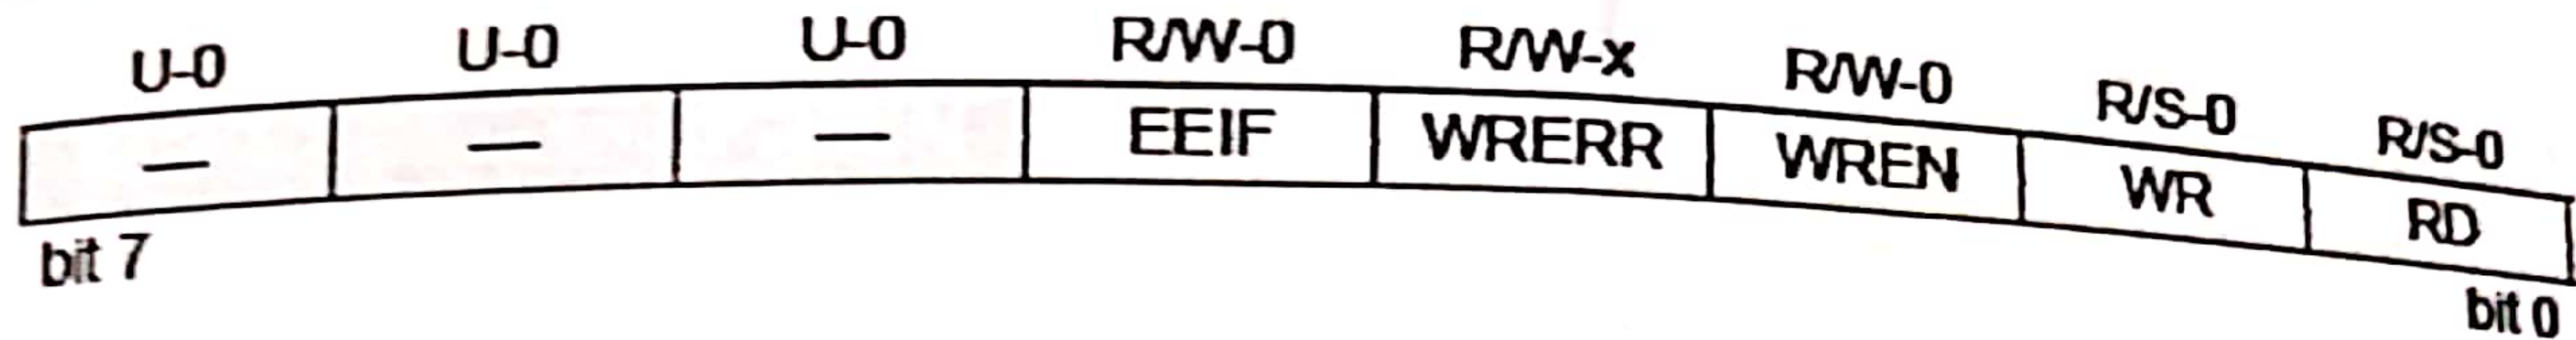 U-0 U-0 U-0 R/W-0 R/W-x R/W-0 R/S-0 R/S-0
— — — EEIF WRERR WREN WR RD
bit 7 bit 0